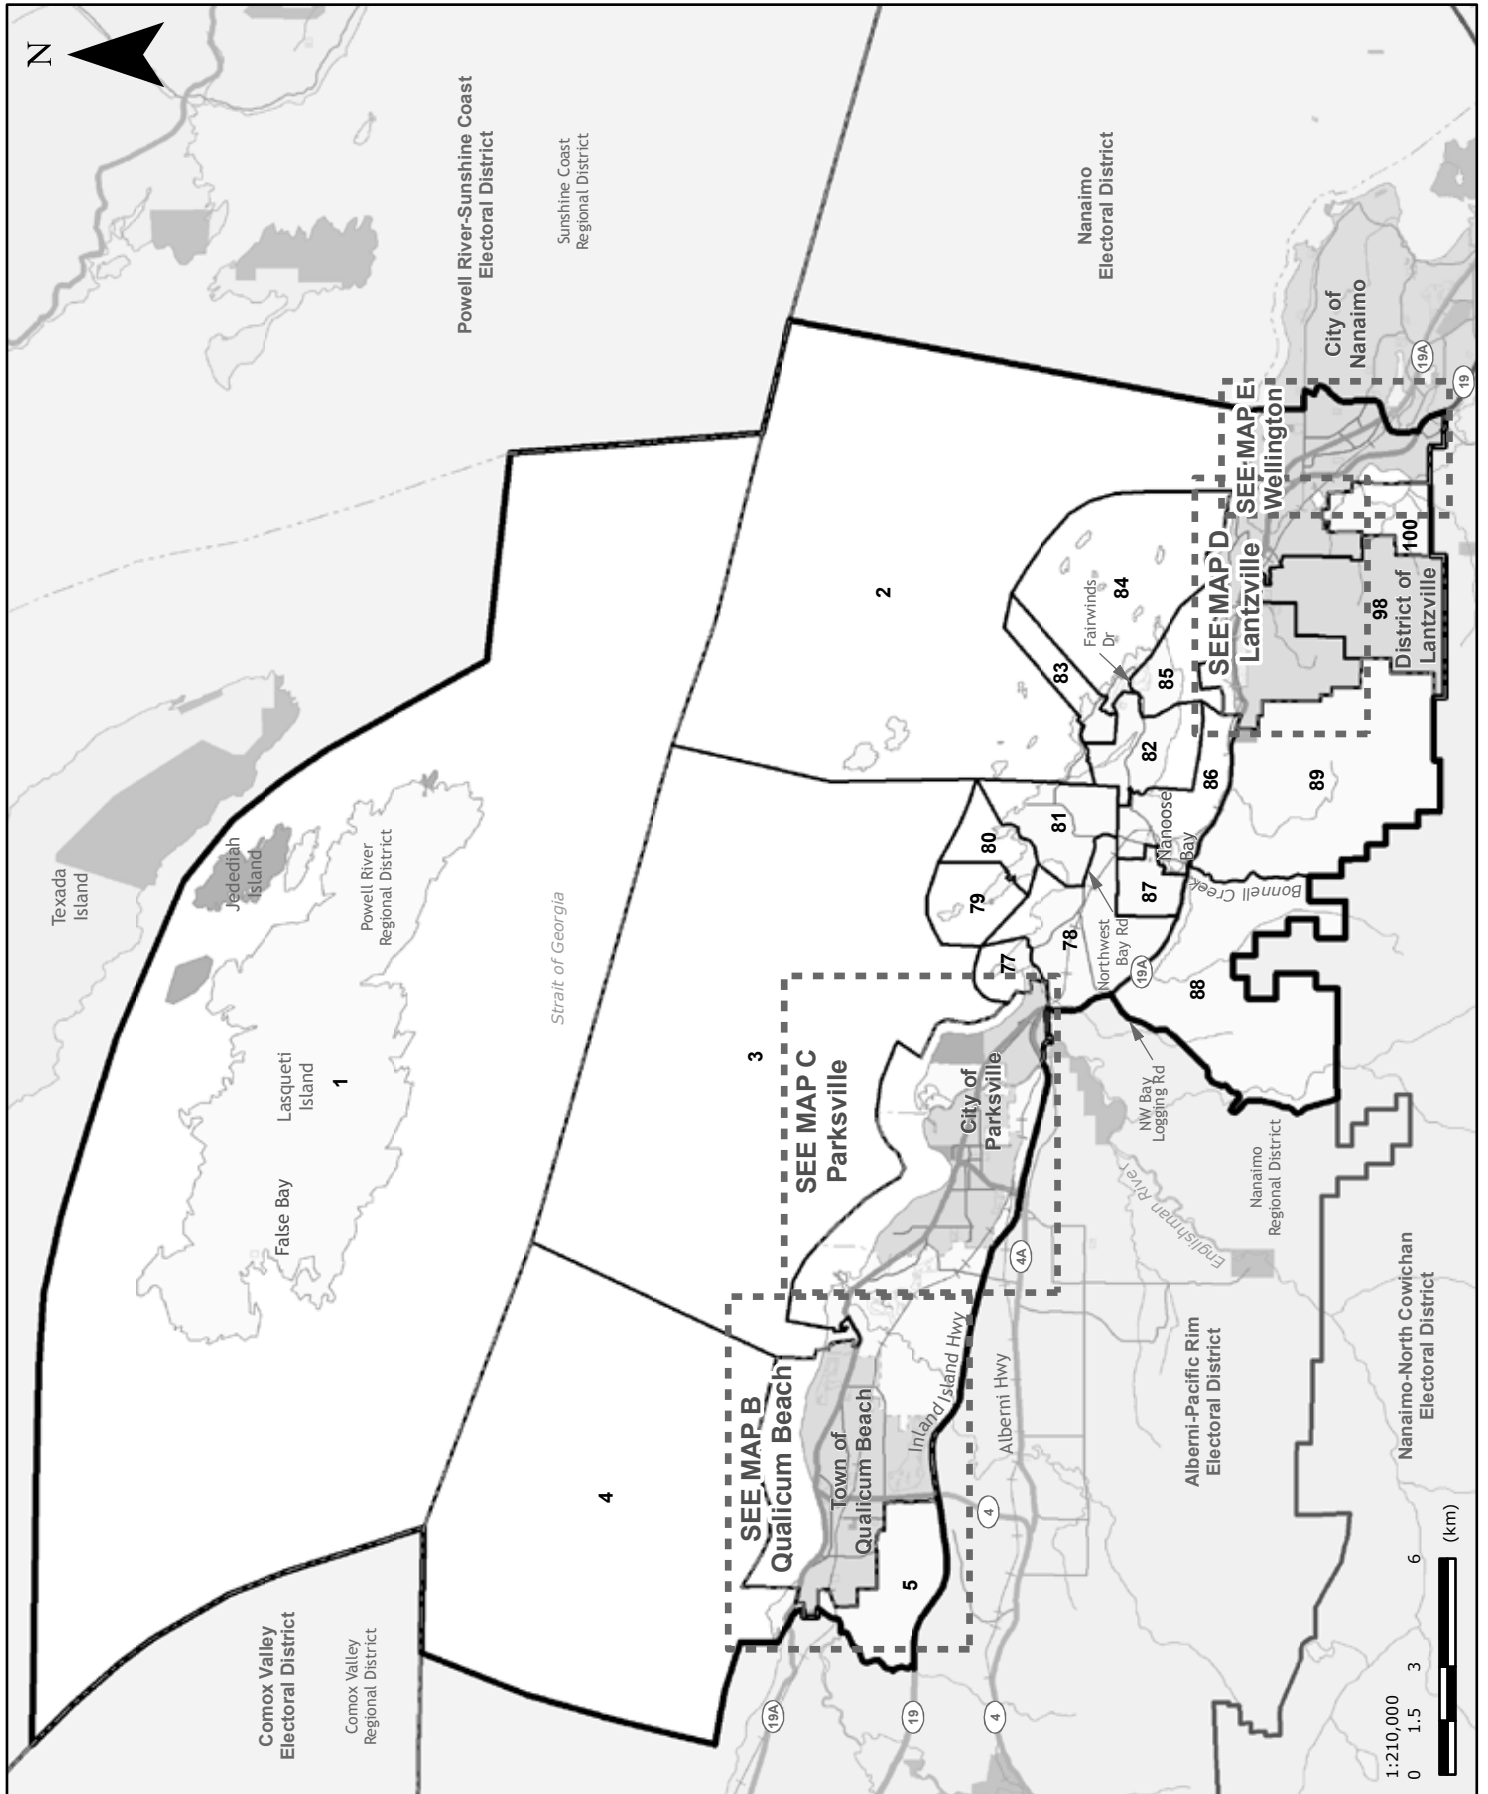 N
Powell River-Sunshine Coast
Electoral District
Sunshine Coast
Regional District
Nanaimo
Electoral District
Texada
Island
Jedediah
Island
Powell River
Regional District
Strait of Georgia
Lasqueti
Island
1
False Bay
Comox Valley
Electoral District
Comox Valley
Regional District
2
3
4
5
SEE MAP B
Qualicum Beach
Town of
Qualicum Beach
SEE MAP C
Parksville
City of
Parksville
SEE MAP D
Lantzville
SEE MAP E
Wellington
City of
Nanaimo
District of
Lantzville
77
78
79
80
81
82
83
84
85
86
87
88
89
98
100
Fairwinds
Dr
Nanoose
Bay
Bonnell Creek
Northwest
Bay Rd
NW Bay
Logging Rd
Englishman River
Nanaimo
Regional District
Inland Island Hwy
Alberni Hwy
Alberni-Pacific Rim
Electoral District
Nanaimo-North Cowichan
Electoral District
19A
19
19A
4A
4
19A
19
4
1:210,000
0 1.5 3 6 (km)